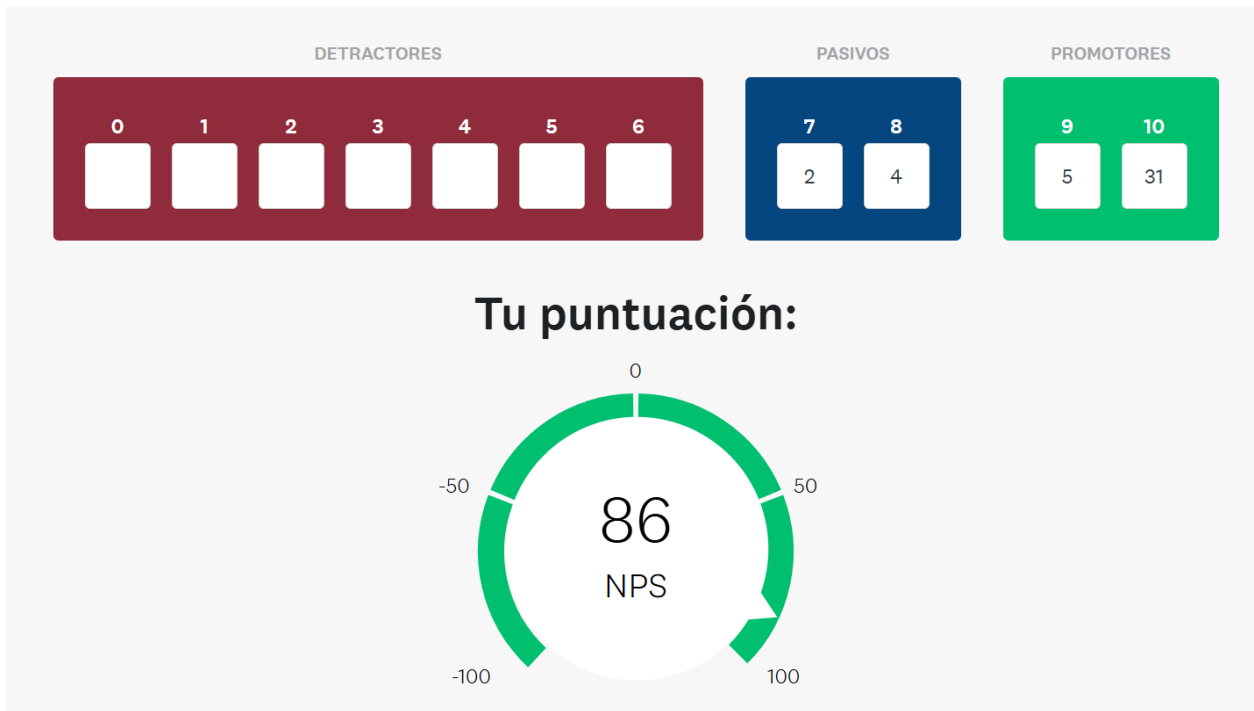 DETRACTORES PASIVOS PROMOTORES
0 1 2 3 4 5 6 7 8 9 10
2 4 5 31
Tu puntuación:
0
-50 50
86
NPS
-100 100